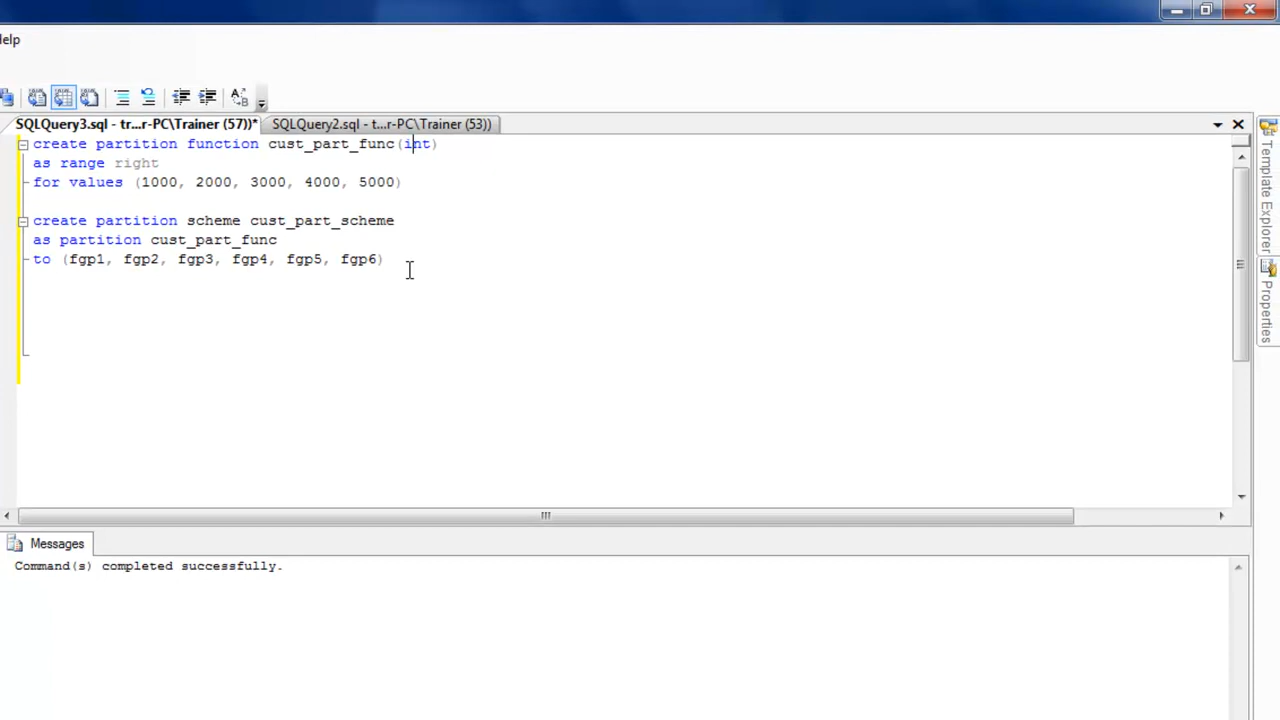 Help
SQLQuery3.sql - tr...r-PC\Trainer (57))*
SQLQuery2.sql - t...r-PC\Trainer (53))
create partition function cust_part_func(int)
as range right
for values (1000, 2000, 3000, 4000, 5000)
create partition scheme cust_part_scheme
as partition cust_part_func
to (fgp1, fgp2, fgp3, fgp4, fgp5, fgp6)
Template Explorer
Properties
Messages
Command(s) completed successfully.